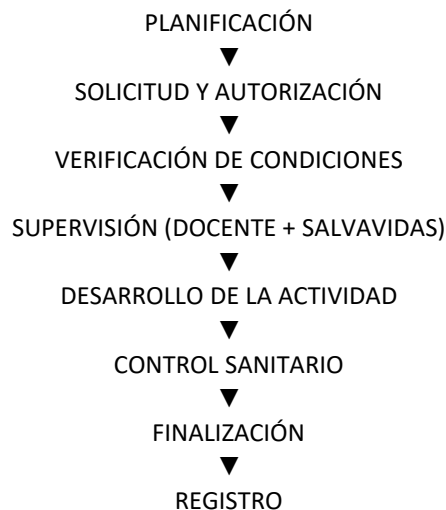 PLANIFICACIÓN
▼
SOLICITUD Y AUTORIZACIÓN
▼
VERIFICACIÓN DE CONDICIONES
▼
SUPERVISIÓN (DOCENTE + SALVAVIDAS)
▼
DESARROLLO DE LA ACTIVIDAD
▼
CONTROL SANITARIO
▼
FINALIZACIÓN
▼
REGISTRO